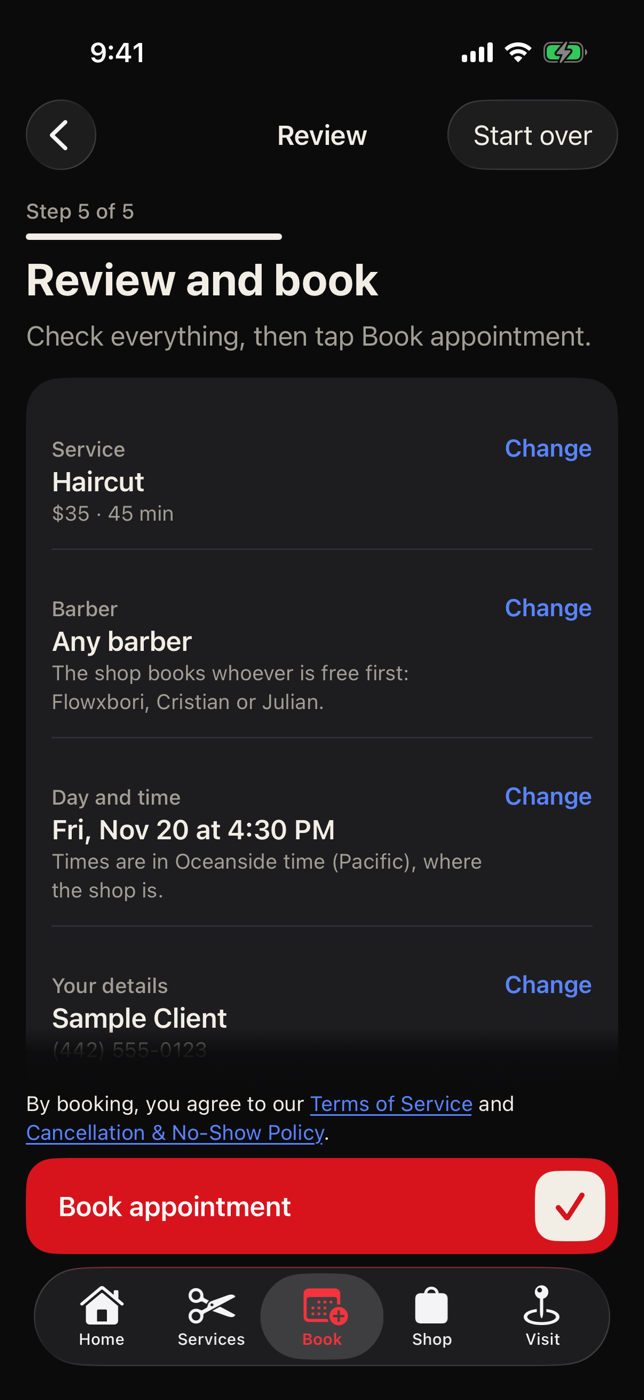 9:41
Review
Start over
Step 5 of 5
Review and book
Check everything, then tap Book appointment.
Service
Change
Haircut
$35 · 45 min
Barber
Change
Any barber
The shop books whoever is free first:
Flowxbori, Cristian or Julian.
Day and time
Change
Fri, Nov 20 at 4:30 PM
Times are in Oceanside time (Pacific), where
the shop is.
Your details
Change
Sample Client
(442) 555-0123
By booking, you agree to our Terms of Service and
Cancellation & No-Show Policy.
Book appointment
Home
Services
Book
Shop
Visit